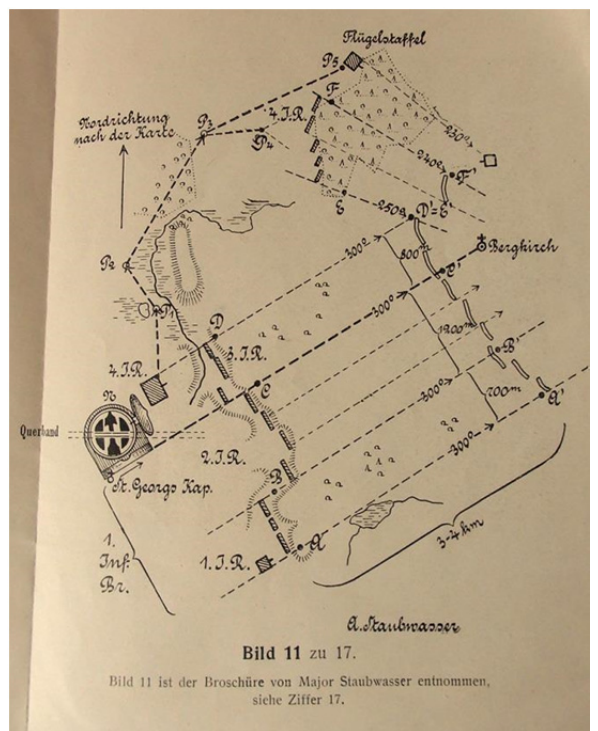 Flügelstaffel
P5
F
4.J.R.
230°
Nordrichtung
nach der Karte
P3
P4
240°
F'
E
250°
D'=E'
P2
300°
800m
Bergkirch
P1
D
300°
C'
4.J.R.
3.J.R.
1200m
C
N
300°
B'
Querband
700m
A'
2.J.R.
300°
St. Georgs Kap.
B
1.
Inf.
Br.
1.J.R.
A
3-4 km
A. Staubwasser
Bild 11 zu 17.
Bild 11 ist der Broschüre von Major Staubwasser entnommen,
siehe Ziffer 17.